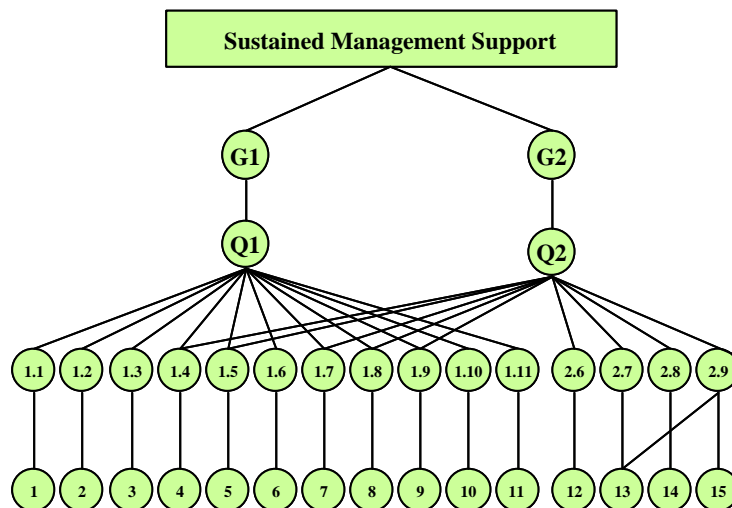 Sustained Management Support
G1 G2
Q1 Q2
1.1 1.2 1.3 1.4 1.5 1.6 1.7 1.8 1.9 1.10 1.11 2.6 2.7 2.8 2.9
1 2 3 4 5 6 7 8 9 10 11 12 13 14 15